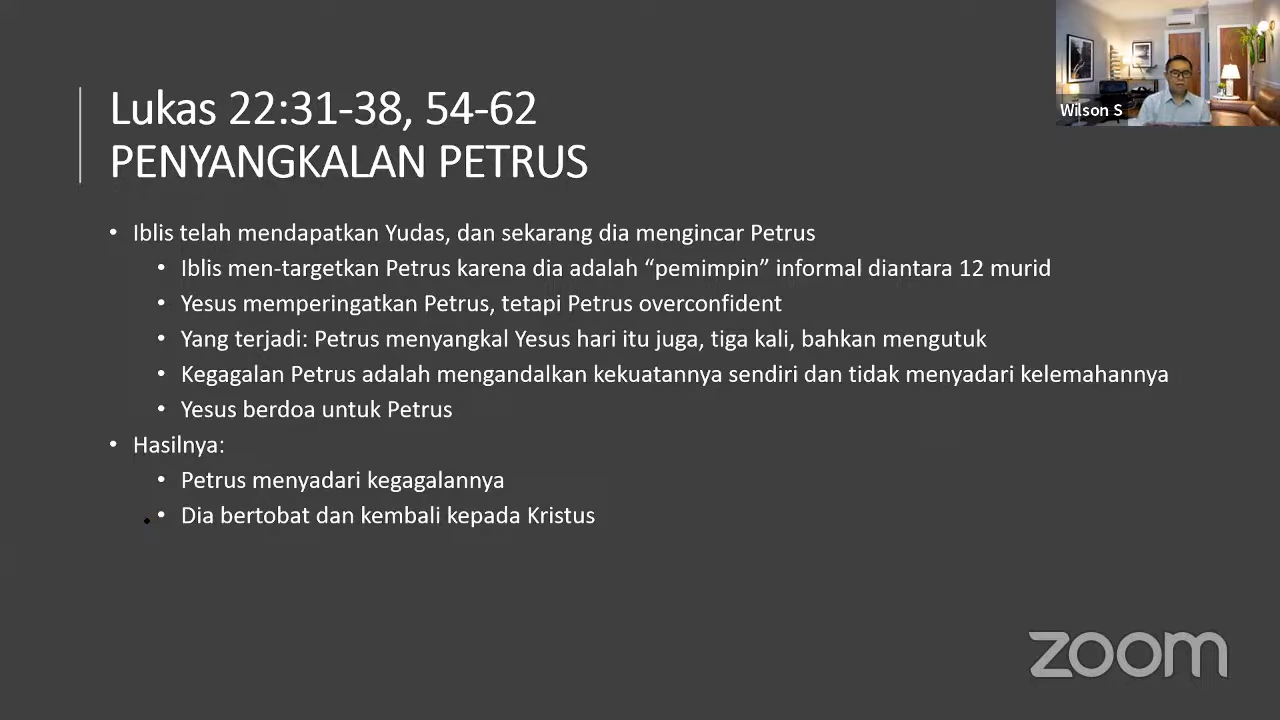 Lukas 22:31-38, 54-62
PENYANGKALAN PETRUS
Wilson S
• Iblis telah mendapatkan Yudas, dan sekarang dia mengincar Petrus
• Iblis men-targetkan Petrus karena dia adalah “pemimpin” informal diantara 12 murid
• Yesus memperingatkan Petrus, tetapi Petrus overconfident
• Yang terjadi: Petrus menyangkal Yesus hari itu juga, tiga kali, bahkan mengutuk
• Kegagalan Petrus adalah mengandalkan kekuatannya sendiri dan tidak menyadari kelemahannya
• Yesus berdoa untuk Petrus
• Hasilnya:
• Petrus menyadari kegagalannya
• Dia bertobat dan kembali kepada Kristus
zoom